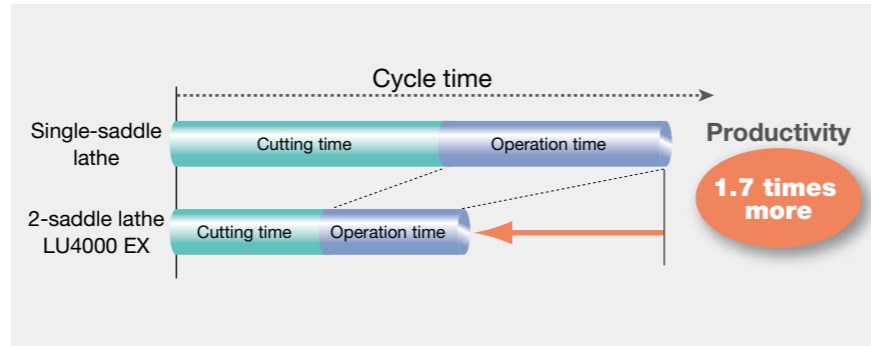 Cycle time
Single-saddle
lathe
Cutting time
Operation time
Productivity
1.7 times
more
2-saddle lathe
LU4000 EX
Cutting time
Operation time